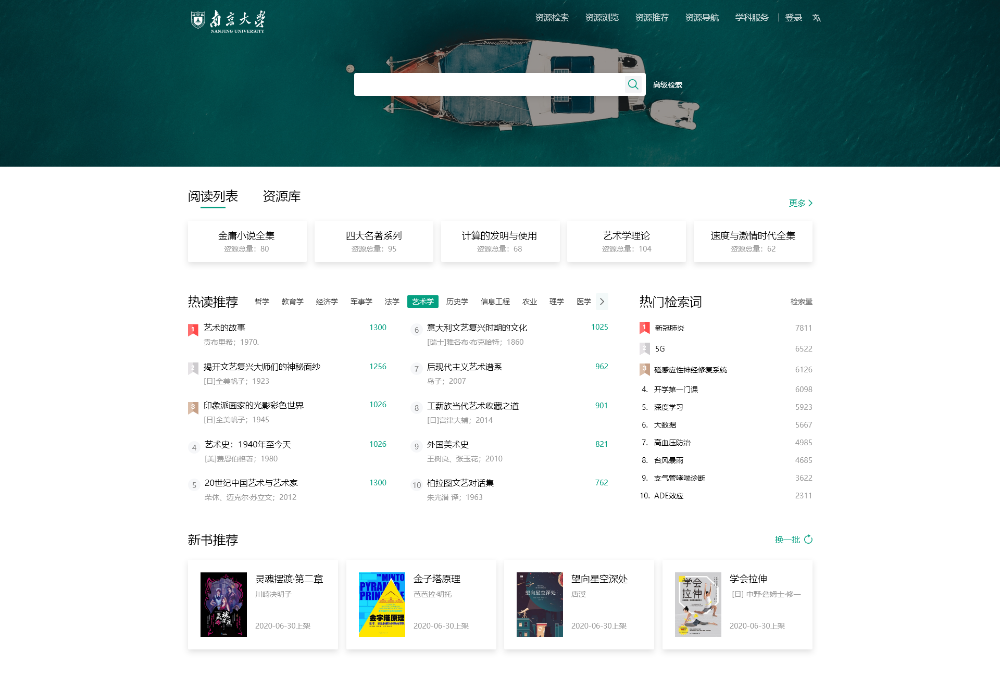 南京大學
NANJING UNIVERSITY
资源检索 资源浏览 资源推荐 资源导航 学科服务 | 登录
高级检索
阅读列表 资源库
更多
金庸小说全集 四大名著系列 计算的发明与使用 艺术学理论 速度与激情时代全集
资源总量：80 资源总量：95 资源总量：68 资源总量：104 资源总量：62
热读推荐 哲学 教育学 经济学 军事学 法学 艺术学 历史学 信息工程 农业 理学 医学
1 艺术的故事 1300
贡布里希；1970.
2 揭开文艺复兴大师们的神秘面纱 1256
[日]全美帆子；1923
3 印象派画家的光影彩色世界 1026
[日]全美帆子；1945
4 艺术史：1940年至今天 1026
[美]费恩伯格著；1980
5 20世纪中国艺术与艺术家 1300
荣休、迈克尔·苏立文；2012
6 意大利文艺复兴时期的文化 1025
[瑞士]雅各布·布克哈特；1860
7 后现代主义艺术谱系 962
岛子；2007
8 工薪族当代艺术收藏之道 901
[日]宫津大辅；2014
9 外国美术史 821
王树良、张玉花；2010
10 柏拉图文艺对话集 762
朱光潜 译；1963
热门检索词 检索量
1 新冠肺炎 7811
2 5G 6522
3 磁感应性神经修复系统 6126
4. 开学第一门课 6098
5. 深度学习 5923
6. 大数据 5667
7. 高血压防治 4985
8. 台风暴雨 4685
9. 支气管哮喘诊断 3622
10. ADE效应 2311
新书推荐
换一批
灵魂摆渡
灵魂摆渡·第二章
川崎决明子
2020-06-30上架
THE MINTO
PYRAMID
PRINCIPLE
金字塔原理
金子塔原理
芭芭拉·明托
2020-06-30上架
望向星空深处
望向星空深处
唐溪
2020-06-30上架
学会
拉伸
学会拉伸
[日] 中野·詹姆士·修一
2020-06-30上架